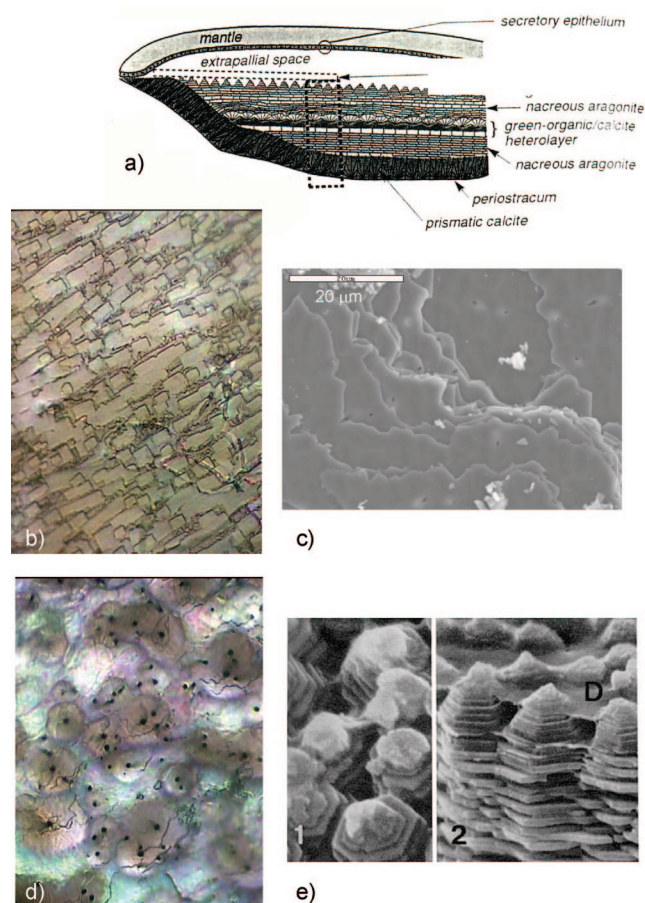 secretory epithelium
mantle
extrapallial space
nacreous aragonite
green-organic/calcite
heterolayer
nacreous aragonite
periostracum
prismatic calcite
a)
20 µm
b)
c)
D
1
2
d)
e)